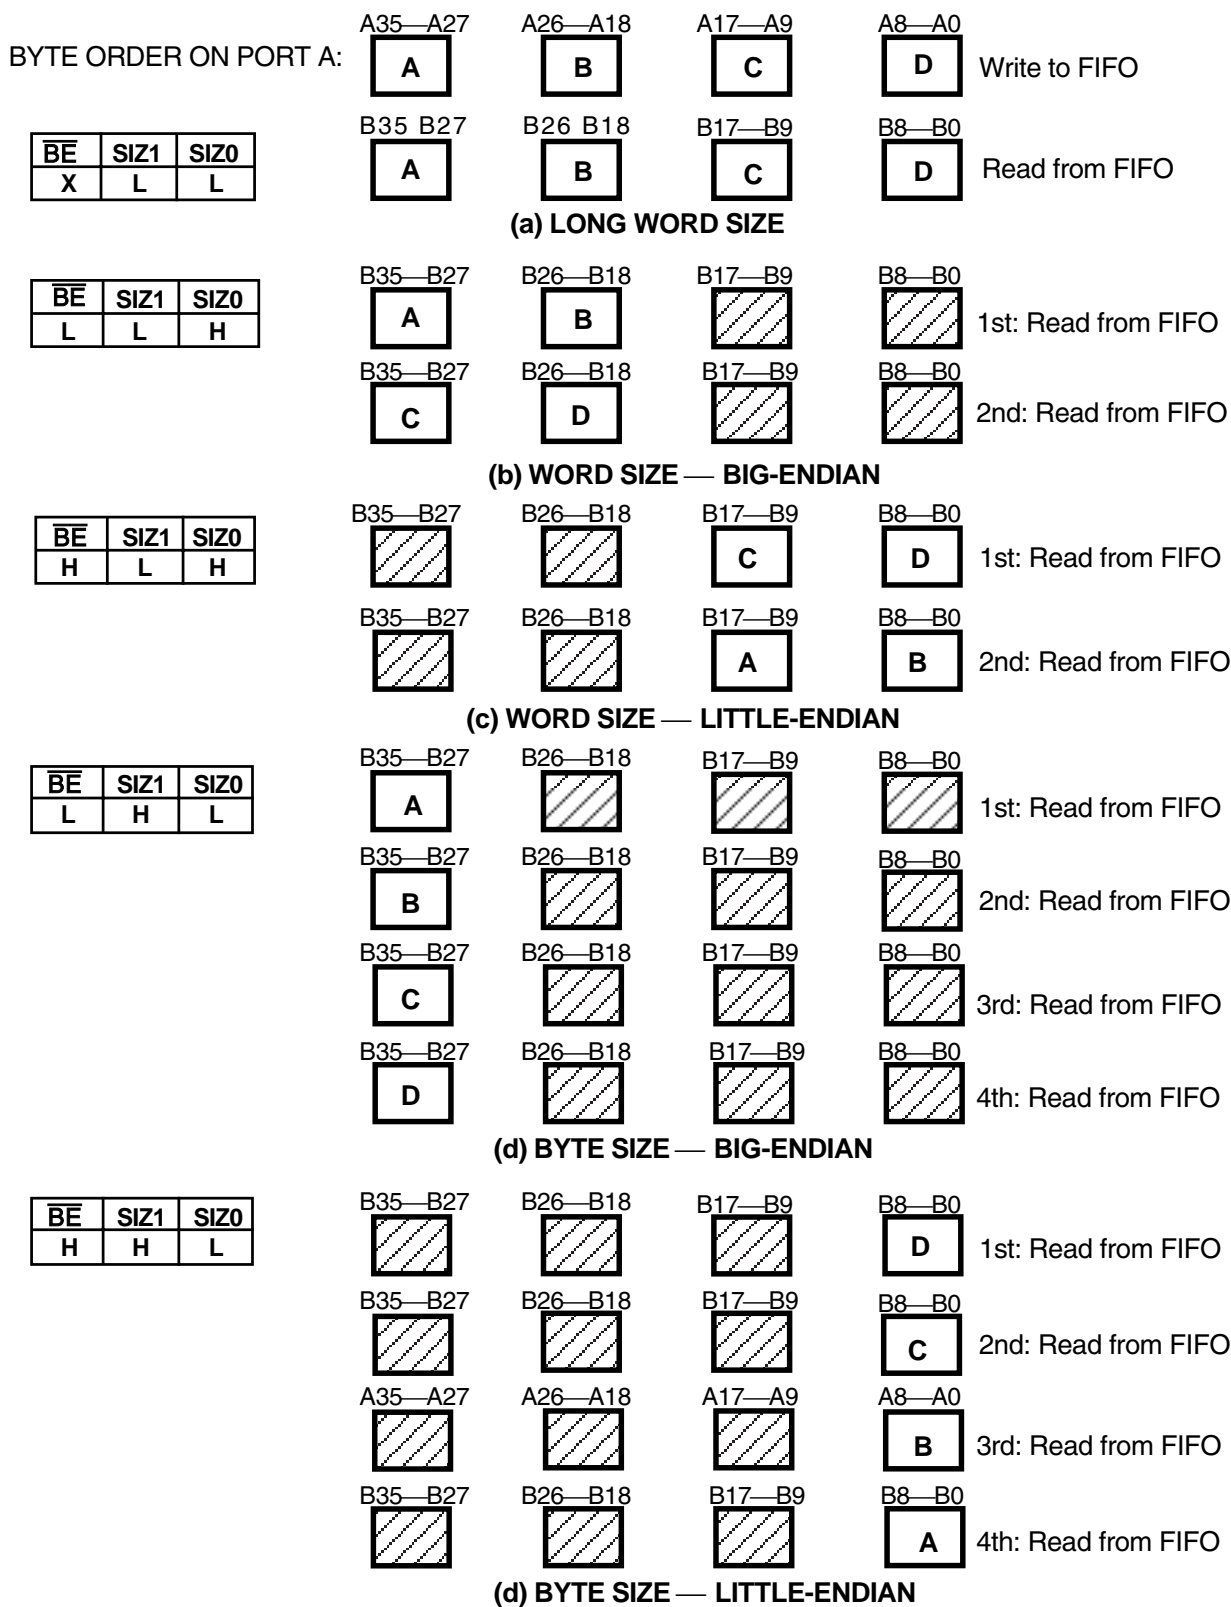 A35—A27 A26—A18 A17—A9 A8—A0
BYTE ORDER ON PORT A: A B C D Write to FIFO
B35 B27 B26 B18 B17—B9 B8—B0
B̅E̅ SIZ1 SIZ0
X L L
A B C D Read from FIFO
(a) LONG WORD SIZE
B35—B27 B26—B18 B17—B9 B8—B0
B̅E̅ SIZ1 SIZ0
L L H
A B 1st: Read from FIFO
B35—B27 B26—B18 B17—B9 B8—B0
C D 2nd: Read from FIFO
(b) WORD SIZE — BIG-ENDIAN
B35—B27 B26—B18 B17—B9 B8—B0
B̅E̅ SIZ1 SIZ0
H L H
C D 1st: Read from FIFO
B35—B27 B26—B18 B17—B9 B8—B0
A B 2nd: Read from FIFO
(c) WORD SIZE — LITTLE-ENDIAN
B35—B27 B26—B18 B17—B9 B8—B0
B̅E̅ SIZ1 SIZ0
L H L
A 1st: Read from FIFO
B35—B27 B26—B18 B17—B9 B8—B0
B 2nd: Read from FIFO
B35—B27 B26—B18 B17—B9 B8—B0
C 3rd: Read from FIFO
B35—B27 B26—B18 B17—B9 B8—B0
D 4th: Read from FIFO
(d) BYTE SIZE — BIG-ENDIAN
B35—B27 B26—B18 B17—B9 B8—B0
B̅E̅ SIZ1 SIZ0
H H L
D 1st: Read from FIFO
B35—B27 B26—B18 B17—B9 B8—B0
C 2nd: Read from FIFO
A35—A27 A26—A18 A17—A9 A8—A0
B 3rd: Read from FIFO
B35—B27 B26—B18 B17—B9 B8—B0
A 4th: Read from FIFO
(d) BYTE SIZE — LITTLE-ENDIAN